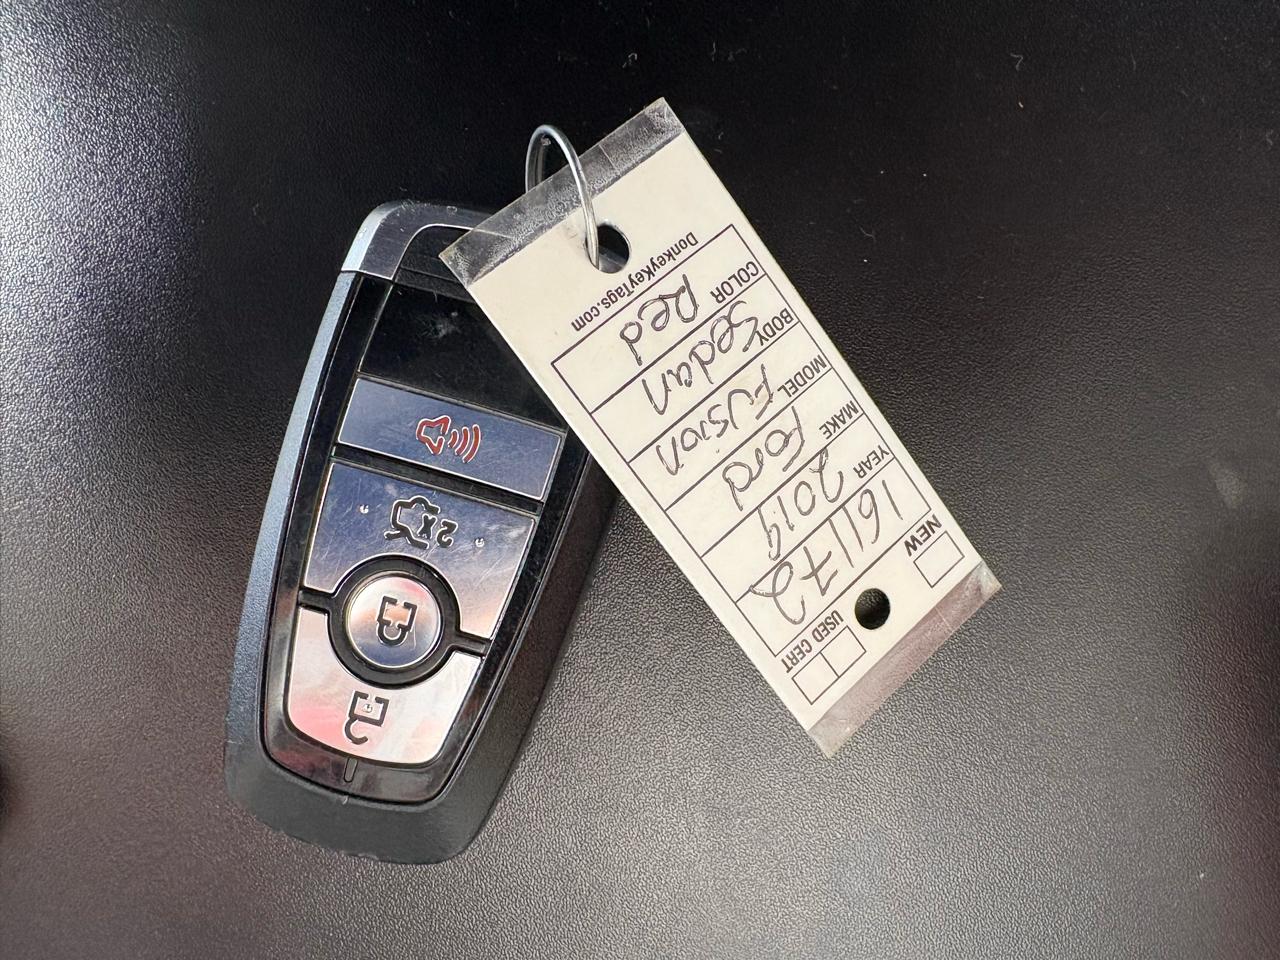 NEW USED CERT
161172
YEAR 2019
MAKE Ford
MODEL Fusion
BODY Sedan
COLOR Red
DonkeyKeyTags.com
2x